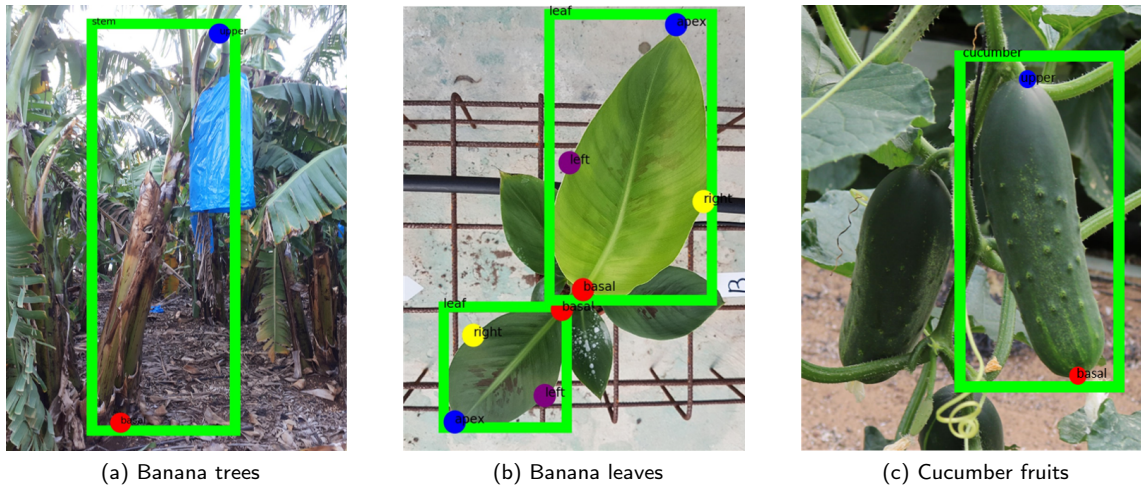 stem
upper
basal
(a) Banana trees
leaf
apex
left
right
basal
leaf
basal
right
left
apex
B
(b) Banana leaves
cucumber
upper
basal
(c) Cucumber fruits